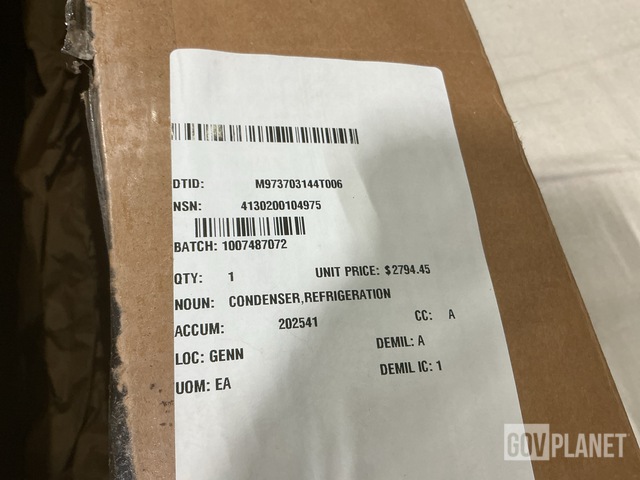 DTID: M973703144T006
NSN: 4130200104975
BATCH: 1007487072
QTY: 1 UNIT PRICE: $2794.45
NOUN: CONDENSER,REFRIGERATION
ACCUM: 202541 CC: A
LOC: GENN DEMIL: A
UOM: EA DEMIL IC: 1
GOVPLANET